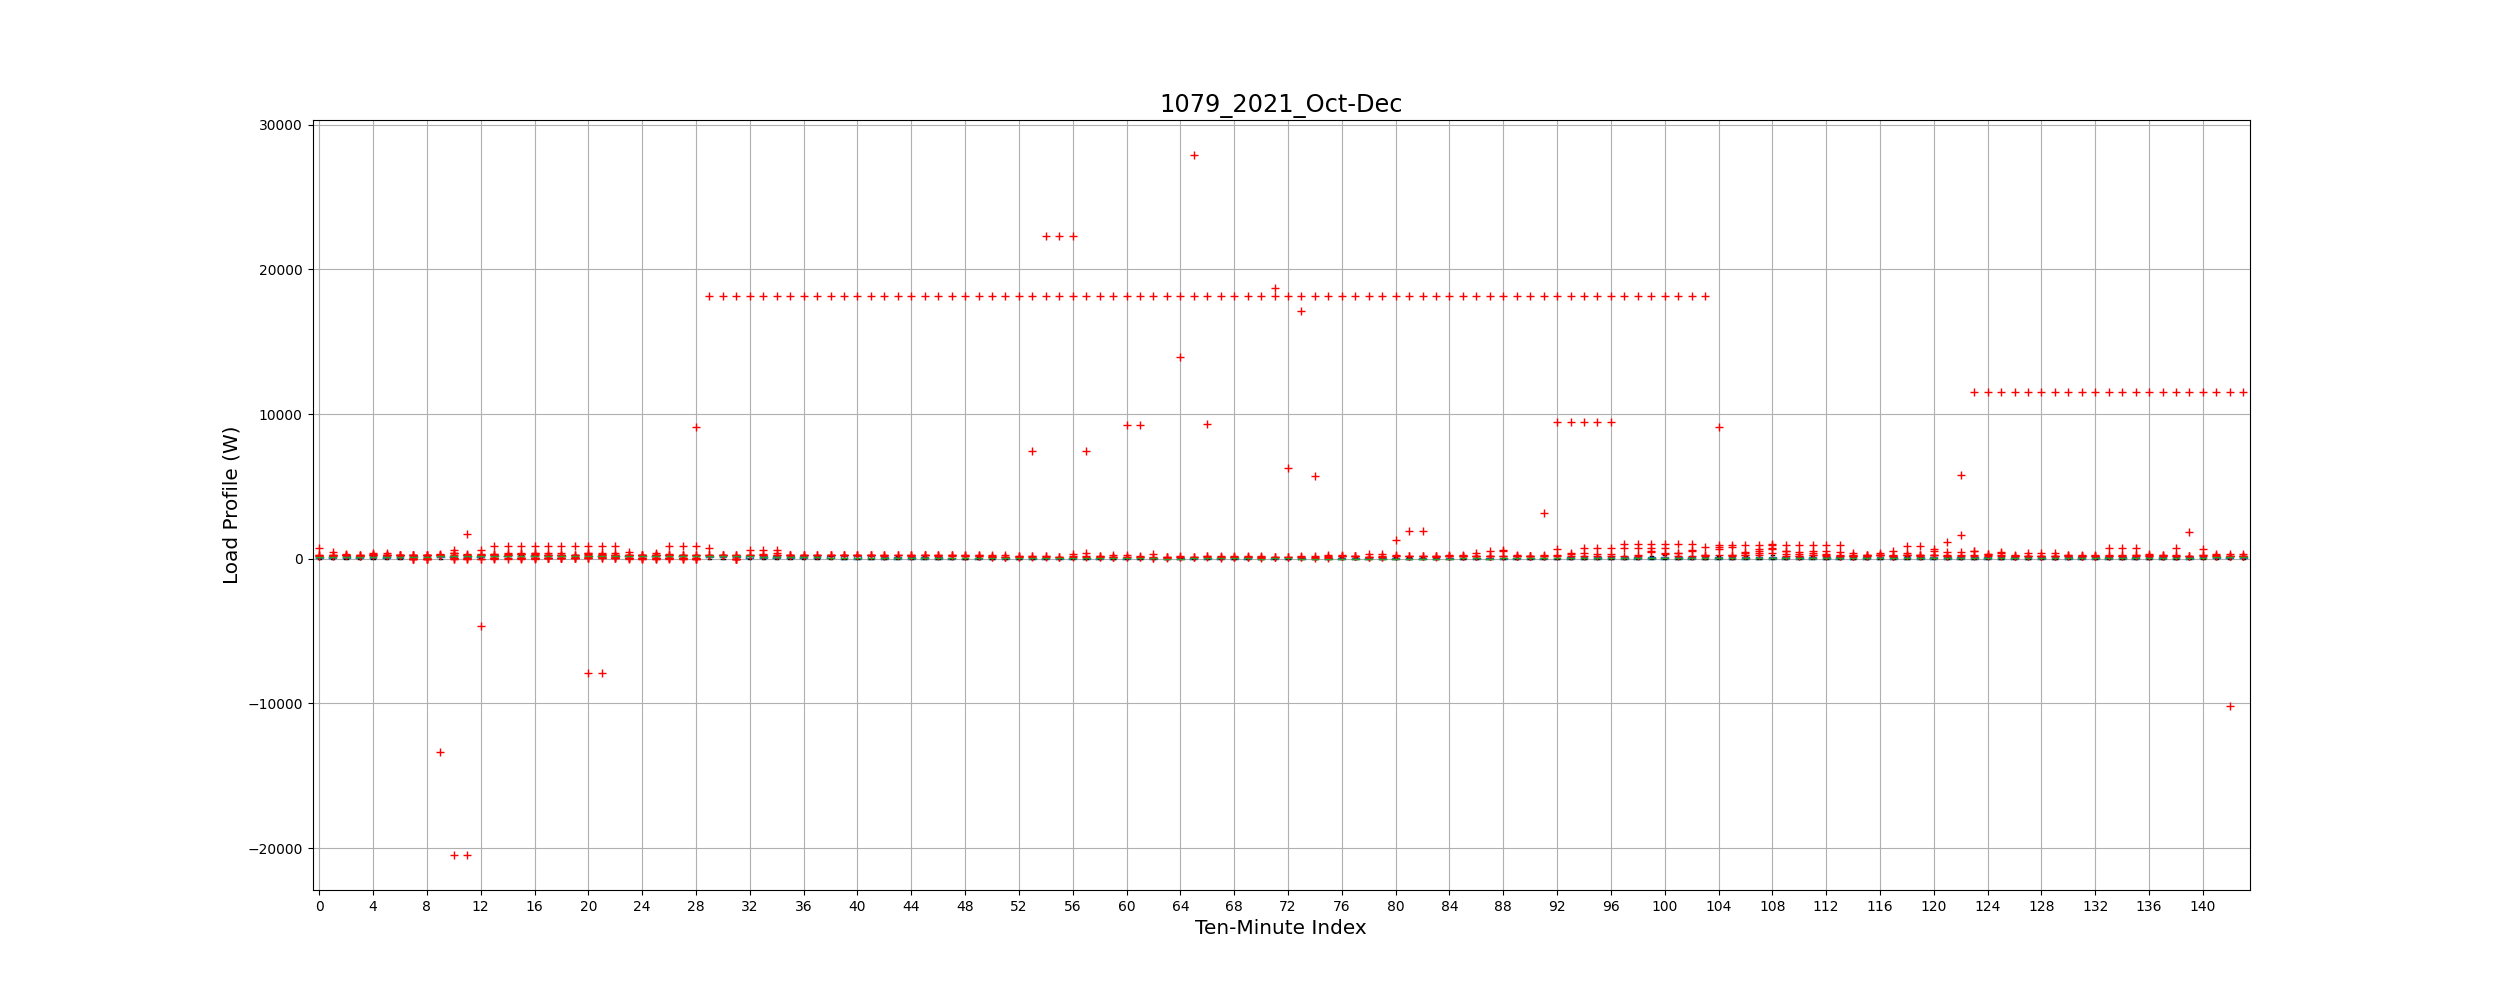 1079_2021_Oct-Dec
30000
20000
10000
0
−10000
−20000
Load Profile (W)
0 4 8 12 16 20 24 28 32 36 40 44 48 52 56 60 64 68 72 76 80 84 88 92 96 100 104 108 112 116 120 124 128 132 136 140
Ten-Minute Index